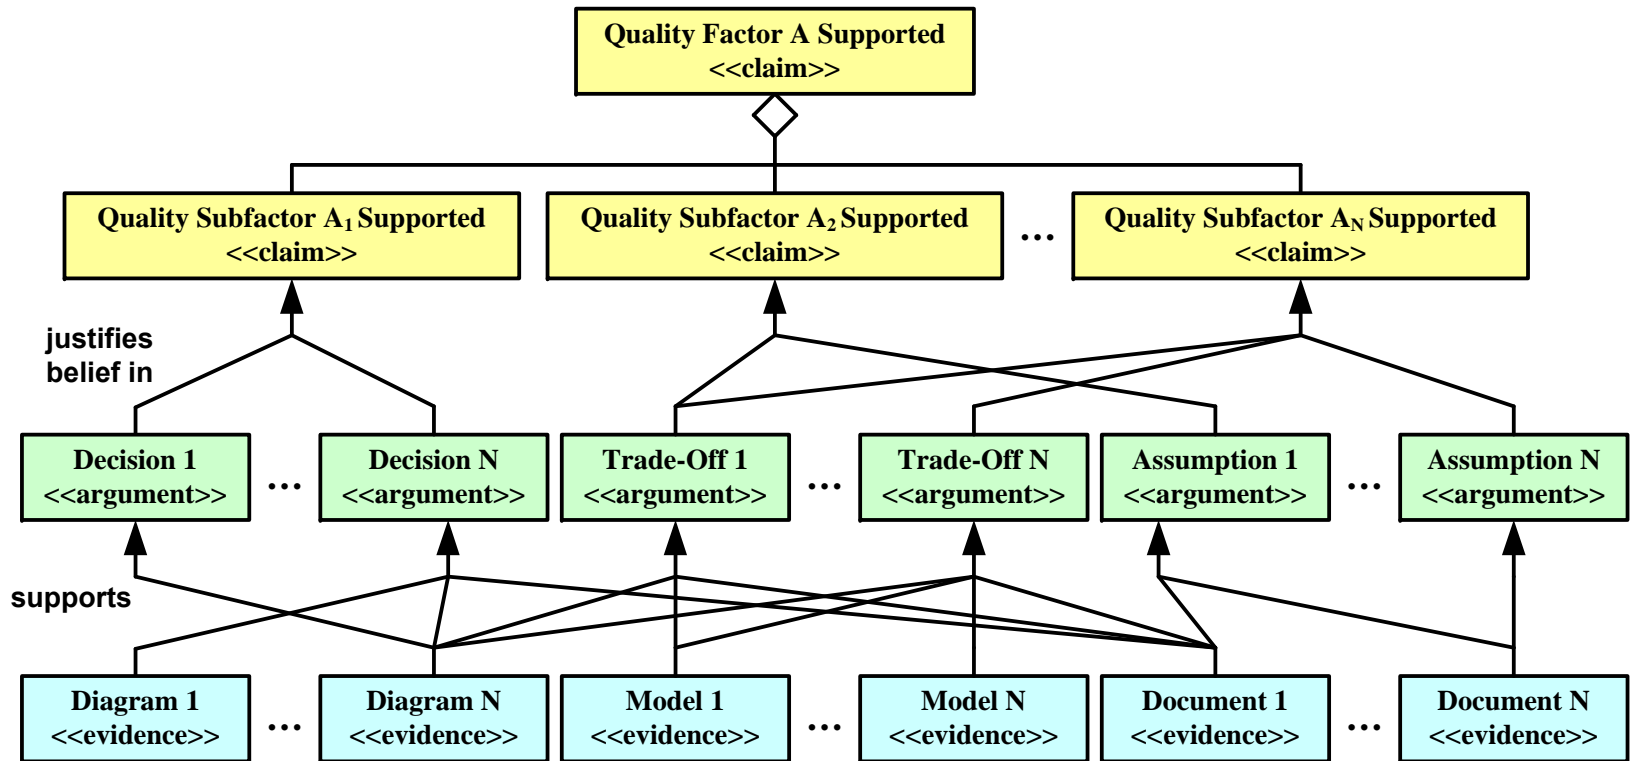 Quality Factor A Supported
<<claim>>
Quality Subfactor A₁ Supported
<<claim>>
Quality Subfactor A₂ Supported
<<claim>>
...
Quality Subfactor Aₙ Supported
<<claim>>
justifies
belief in
Decision 1
<<argument>>
...
Decision N
<<argument>>
Trade-Off 1
<<argument>>
...
Trade-Off N
<<argument>>
Assumption 1
<<argument>>
...
Assumption N
<<argument>>
supports
Diagram 1
<<evidence>>
...
Diagram N
<<evidence>>
Model 1
<<evidence>>
...
Model N
<<evidence>>
Document 1
<<evidence>>
...
Document N
<<evidence>>